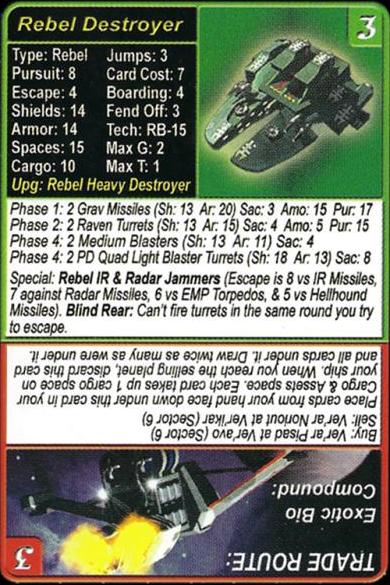 Rebel Destroyer
3
Type: Rebel Jumps: 3
Pursuit: 8 Card Cost: 7
Escape: 4 Boarding: 4
Shields: 14 Fend Off: 3
Armor: 14 Tech: RB-15
Spaces: 15 Max G: 2
Cargo: 10 Max T: 1
Upg: Rebel Heavy Destroyer
Phase 1: 2 Grav Missiles (Sh: 13 Ar: 20) Sac: 3 Amo: 15 Pur: 17
Phase 2: 2 Raven Turrets (Sh: 13 Ar: 15) Sac: 4 Amo: 5 Pur: 15
Phase 4: 2 Medium Blasters (Sh: 13 Ar: 11) Sac: 4
Phase 4: 2 PD Quad Light Blaster Turrets (Sh: 18 Ar: 13) Sac: 8
Special: Rebel IR & Radar Jammers (Escape is 8 vs IR Missiles,
7 against Radar Missiles, 6 vs EMP Torpedos, & 5 vs Hellhound
Missiles). Blind Rear: Can't fire turrets in the same round you try
to escape.
3
TRADE ROUTE:
Exotic Bio
Compound:
Buy: Ver'ar Pisad at Ver'avo (Sector 6)
Sell: Ver'ar Noriout at Ver'ikar (Sector 6)
Place cards from your hand face down under this card in your
Cargo & Assets space. Each card takes up 1 cargo space on
your ship. When you reach the selling planet, discard this card
and all cards under it. Draw twice as many as were under it.